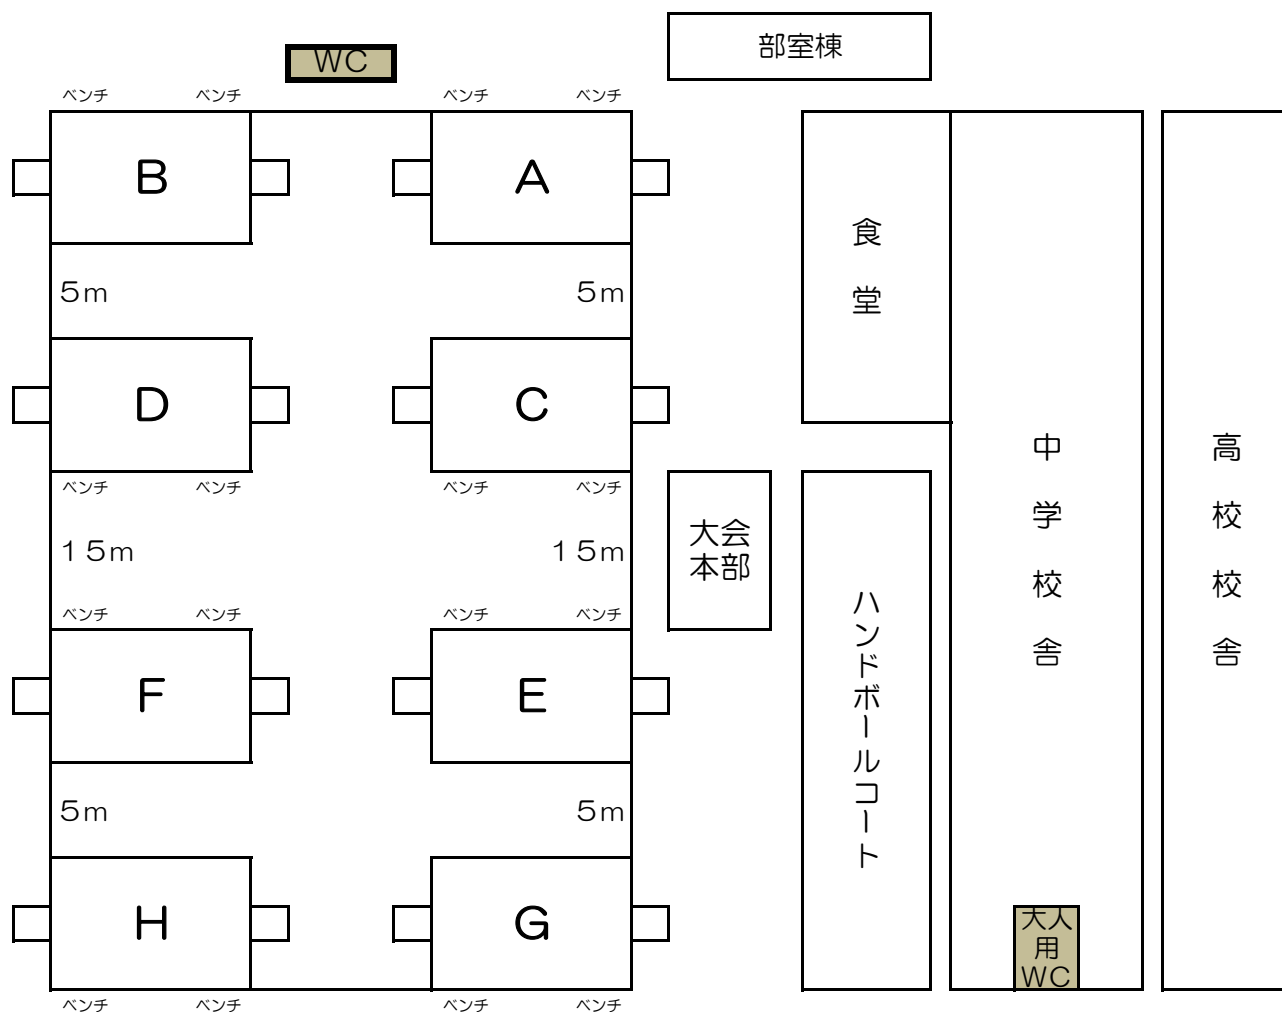 部室棟
WC
ベンチ ベンチ ベンチ ベンチ
B A
食堂
5m 5m
D C
中学校舎
高校校舎
ベンチ ベンチ ベンチ ベンチ
大会
本部
15m 15m
ハンドボールコート
ベンチ ベンチ ベンチ ベンチ
F E
5m 5m
H G
大人
用
WC
ベンチ ベンチ ベンチ ベンチ